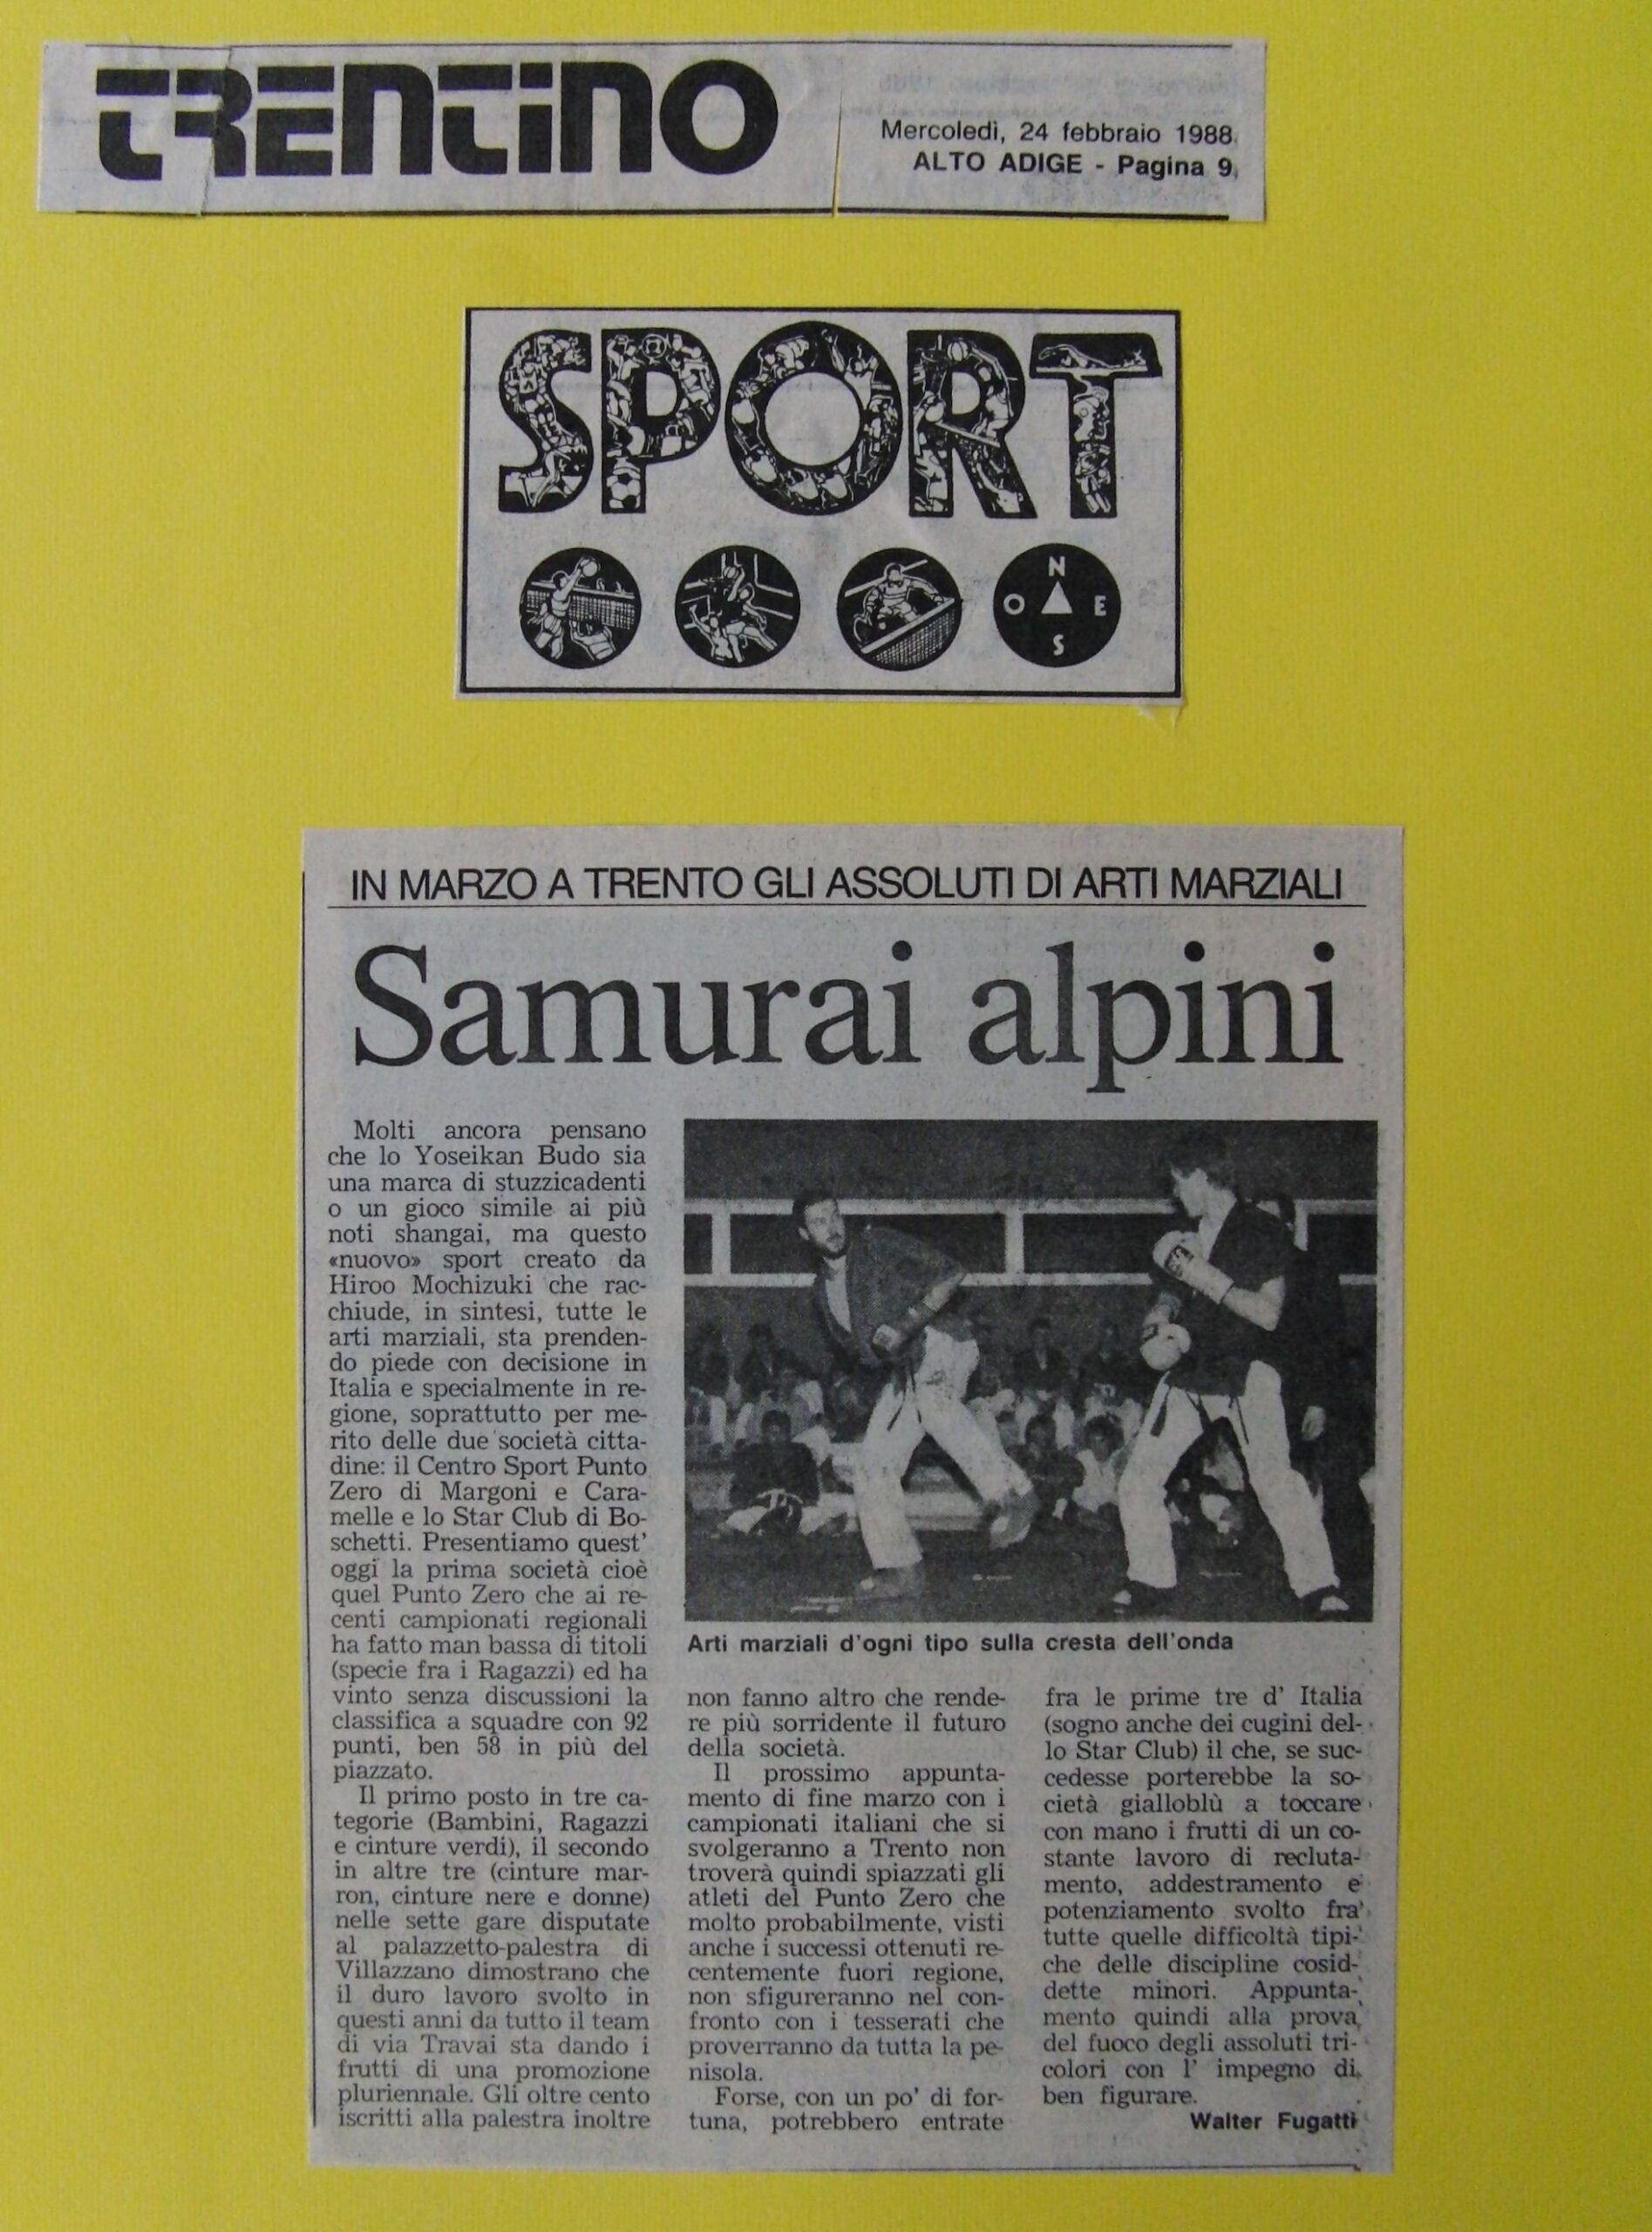 TRENTINO
Mercoledì, 24 febbraio 1988
ALTO ADIGE - Pagina 9
SPORT
N
O E
S
IN MARZO A TRENTO GLI ASSOLUTI DI ARTI MARZIALI
Samurai alpini
Molti ancora pensano
che lo Yoseikan Budo sia
una marca di stuzzicadenti
o un gioco simile ai più
noti shangai, ma questo
«nuovo» sport creato da
Hiroo Mochizuki che rac-
chiude, in sintesi, tutte le
arti marziali, sta prenden-
do piede con decisione in
Italia e specialmente in re-
gione, soprattutto per me-
rito delle due società citta-
dine: il Centro Sport Punto
Zero di Margoni e Cara-
melle e lo Star Club di Bo-
schetti. Presentiamo quest'
oggi la prima società cioè
quel Punto Zero che ai re-
centi campionati regionali
ha fatto man bassa di titoli
(specie fra i Ragazzi) ed ha
vinto senza discussioni la
classifica a squadre con 92
punti, ben 58 in più del
piazzato.
Il primo posto in tre ca-
tegorie (Bambini, Ragazzi
e cinture verdi), il secondo
in altre tre (cinture mar-
ron, cinture nere e donne)
nelle sette gare disputate
al palazzetto-palestra di
Villazzano dimostrano che
il duro lavoro svolto in
questi anni da tutto il team
di via Travai sta dando i
frutti di una promozione
pluriennale. Gli oltre cento
iscritti alla palestra inoltre
Arti marziali d'ogni tipo sulla cresta dell'onda
non fanno altro che rende-
re più sorridente il futuro
della società.
Il prossimo appunta-
mento di fine marzo con i
campionati italiani che si
svolgeranno a Trento non
troverà quindi spiazzati gli
atleti del Punto Zero che
molto probabilmente, visti
anche i successi ottenuti re-
centemente fuori regione,
non sfigureranno nel con-
fronto con i tesserati che
proverranno da tutta la pe-
nisola.
Forse, con un po' di for-
tuna, potrebbero entrate
fra le prime tre d' Italia
(sogno anche dei cugini del-
lo Star Club) il che, se suc-
cedesse porterebbe la so-
cietà gialloblù a toccare
con mano i frutti di un co-
stante lavoro di recluta-
mento, addestramento e
potenziamento svolto fra
tutte quelle difficoltà tipi-
che delle discipline cosid-
dette minori. Appunta-
mento quindi alla prova
del fuoco degli assoluti tri-
colori con l' impegno di
ben figurare.
Walter Fugatti